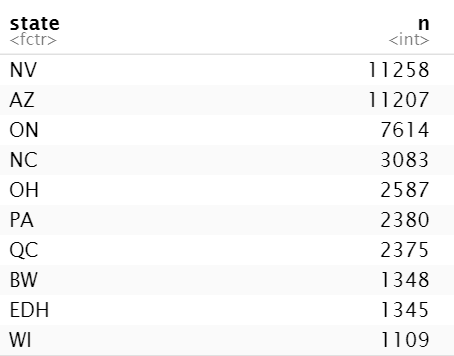 state n
<fctr> <int>
NV 11258
AZ 11207
ON 7614
NC 3083
OH 2587
PA 2380
QC 2375
BW 1348
EDH 1345
WI 1109